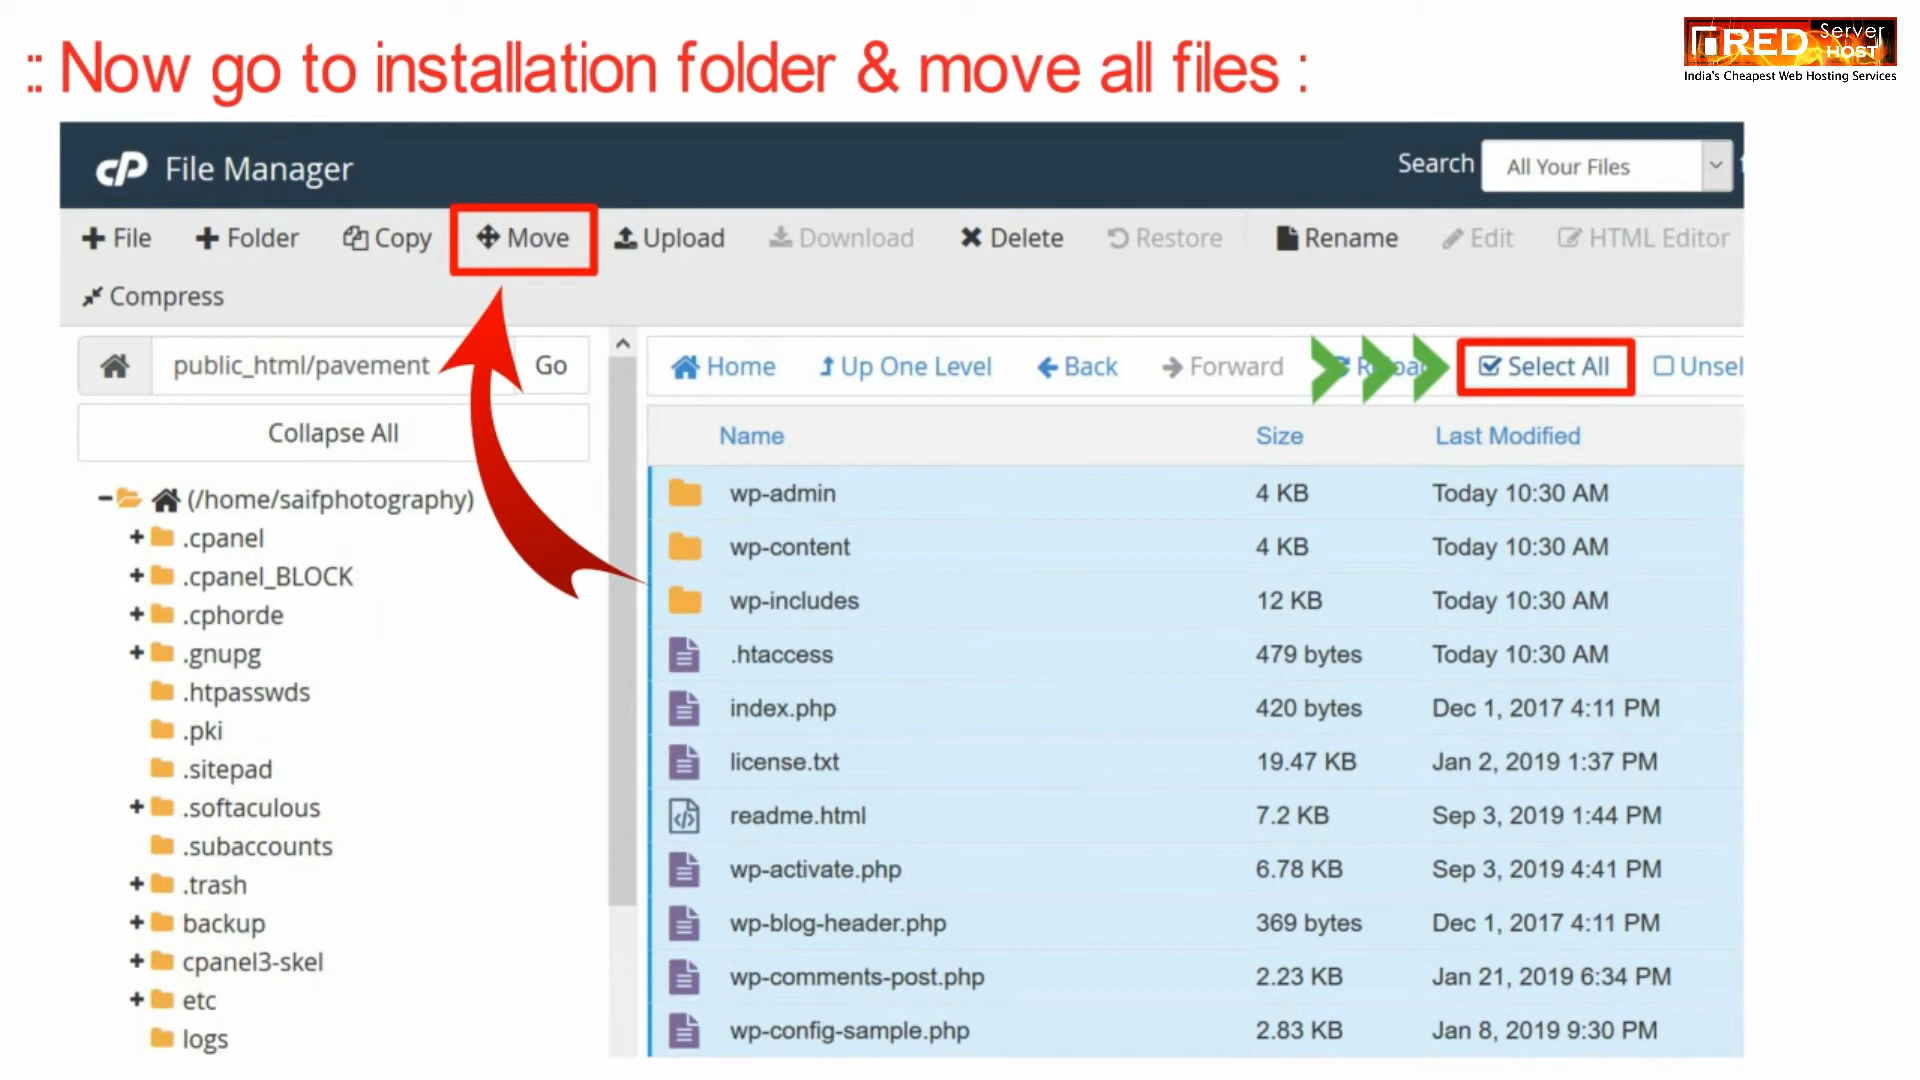 :: Now go to installation folder & move all files :
RED Server HOST
India's Cheapest Web Hosting Services
cP File Manager
Search All Your Files
File Folder Copy Move Upload Download Delete Restore Rename Edit HTML Editor
Compress
public_html/pavement Go
Home Up One Level Back Forward Reload Select All Unsel
Collapse All
Name Size Last Modified
(/home/saifphotography)
.cpanel
.cpanel_BLOCK
.cphorde
.gnupg
.htpasswds
.pki
.sitepad
.softaculous
.subaccounts
.trash
backup
cpanel3-skel
etc
logs
wp-admin 4 KB Today 10:30 AM
wp-content 4 KB Today 10:30 AM
wp-includes 12 KB Today 10:30 AM
.htaccess 479 bytes Today 10:30 AM
index.php 420 bytes Dec 1, 2017 4:11 PM
license.txt 19.47 KB Jan 2, 2019 1:37 PM
readme.html 7.2 KB Sep 3, 2019 1:44 PM
wp-activate.php 6.78 KB Sep 3, 2019 4:41 PM
wp-blog-header.php 369 bytes Dec 1, 2017 4:11 PM
wp-comments-post.php 2.23 KB Jan 21, 2019 6:34 PM
wp-config-sample.php 2.83 KB Jan 8, 2019 9:30 PM